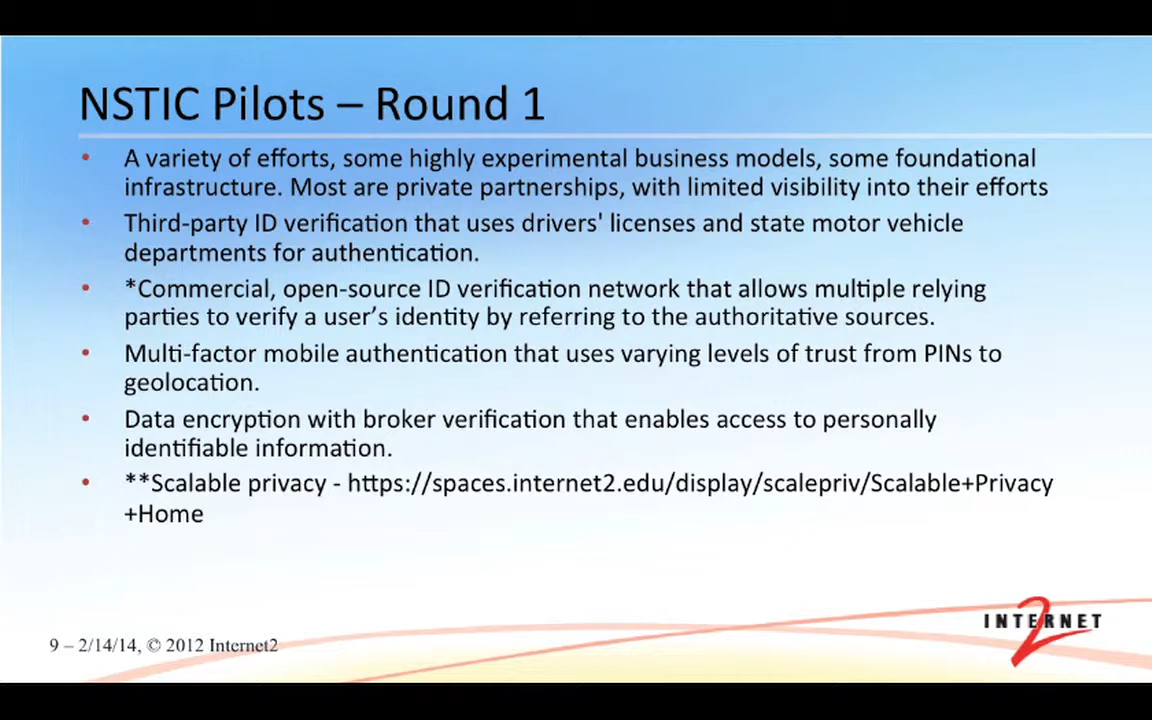 NSTIC Pilots – Round 1
• A variety of efforts, some highly experimental business models, some foundational
infrastructure. Most are private partnerships, with limited visibility into their efforts
• Third-party ID verification that uses drivers' licenses and state motor vehicle
departments for authentication.
• *Commercial, open-source ID verification network that allows multiple relying
parties to verify a user’s identity by referring to the authoritative sources.
• Multi-factor mobile authentication that uses varying levels of trust from PINs to
geolocation.
• Data encryption with broker verification that enables access to personally
identifiable information.
• **Scalable privacy - https://spaces.internet2.edu/display/scalepriv/Scalable+Privacy
+Home
INTERNET 2
9 – 2/14/14, © 2012 Internet2